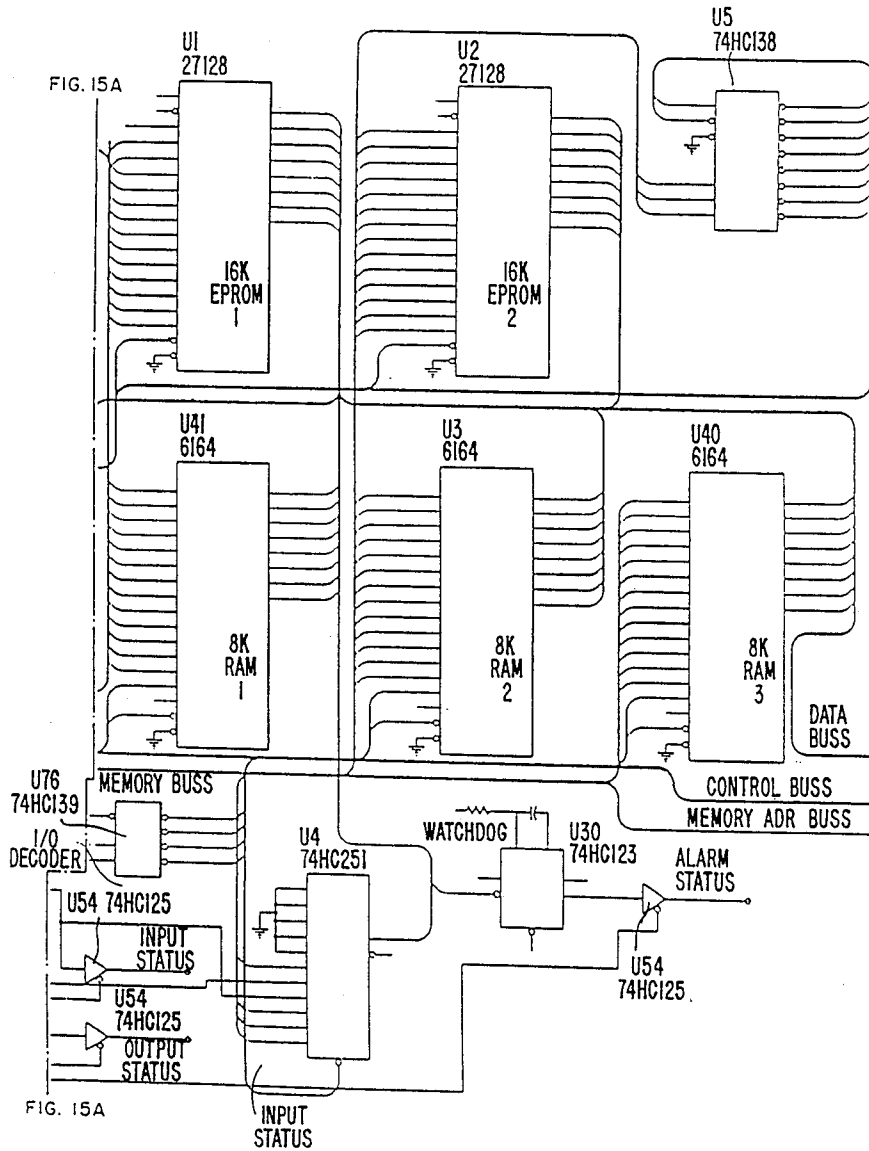 FIG. 15A
U1
27128
16K
EPROM
1
U2
27128
16K
EPROM
2
U5
74HC138
U41
6164
8K
RAM
1
U3
6164
8K
RAM
2
U40
6164
8K
RAM
3
DATA
BUSS
CONTROL BUSS
MEMORY ADR BUSS
MEMORY BUSS
U76
74HC139
I/O
DECODER
U4
74HC251
WATCHDOG
U30
74HC123
ALARM
STATUS
U54
74HC125
U54 74HC125
INPUT
STATUS
U54
74HC125
OUTPUT
STATUS
INPUT
STATUS
FIG. 15A